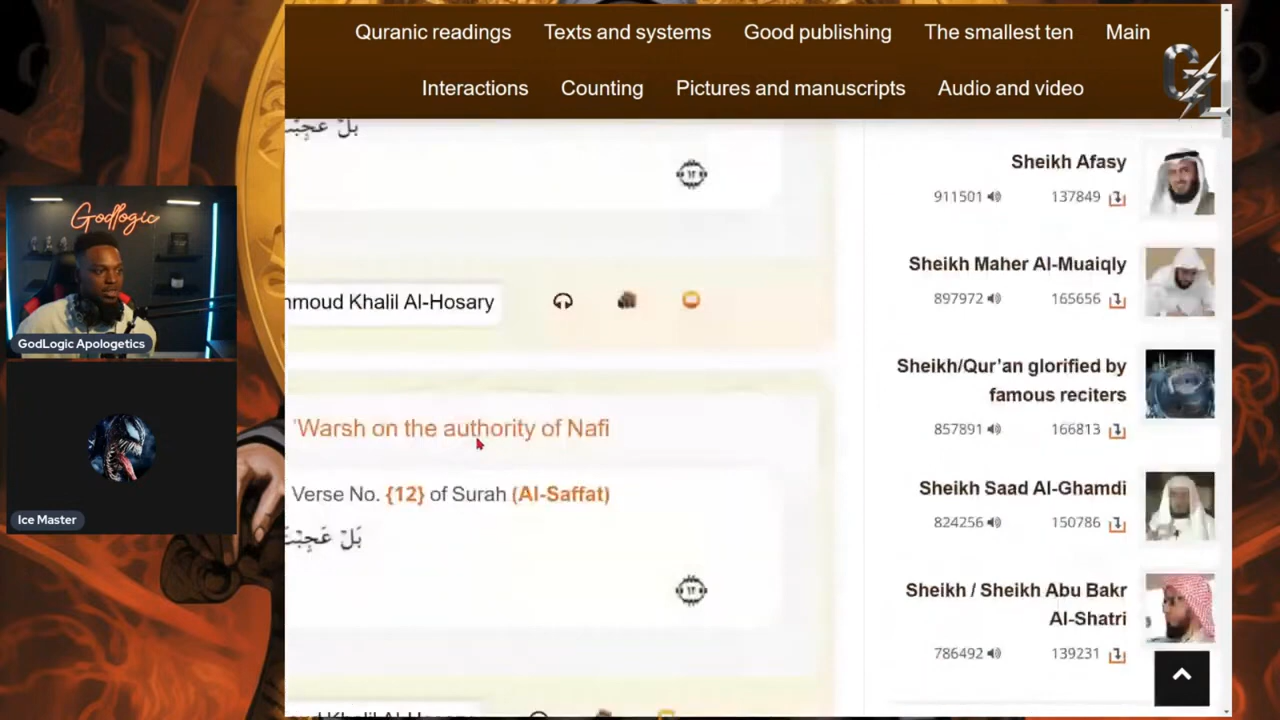 Quranic readings Texts and systems Good publishing The smallest ten Main
Interactions Counting Pictures and manuscripts Audio and video
GL
بَلْ عَجِبْتَ
١٢
Khalil Al-Hosary
'Warsh on the authority of Nafi
Verse No. {12} of Surah (Al-Saffat)
بَلْ عَجِبْتَ
١٢
Sheikh Afasy
911501 137849
Sheikh Maher Al-Muaiqly
897972 165656
Sheikh/Qur'an glorified by
famous reciters
857891 166813
Sheikh Saad Al-Ghamdi
824256 150786
Sheikh / Sheikh Abu Bakr
Al-Shatri
786492 139231
Godlogic
GodLogic Apologetics
Ice Master